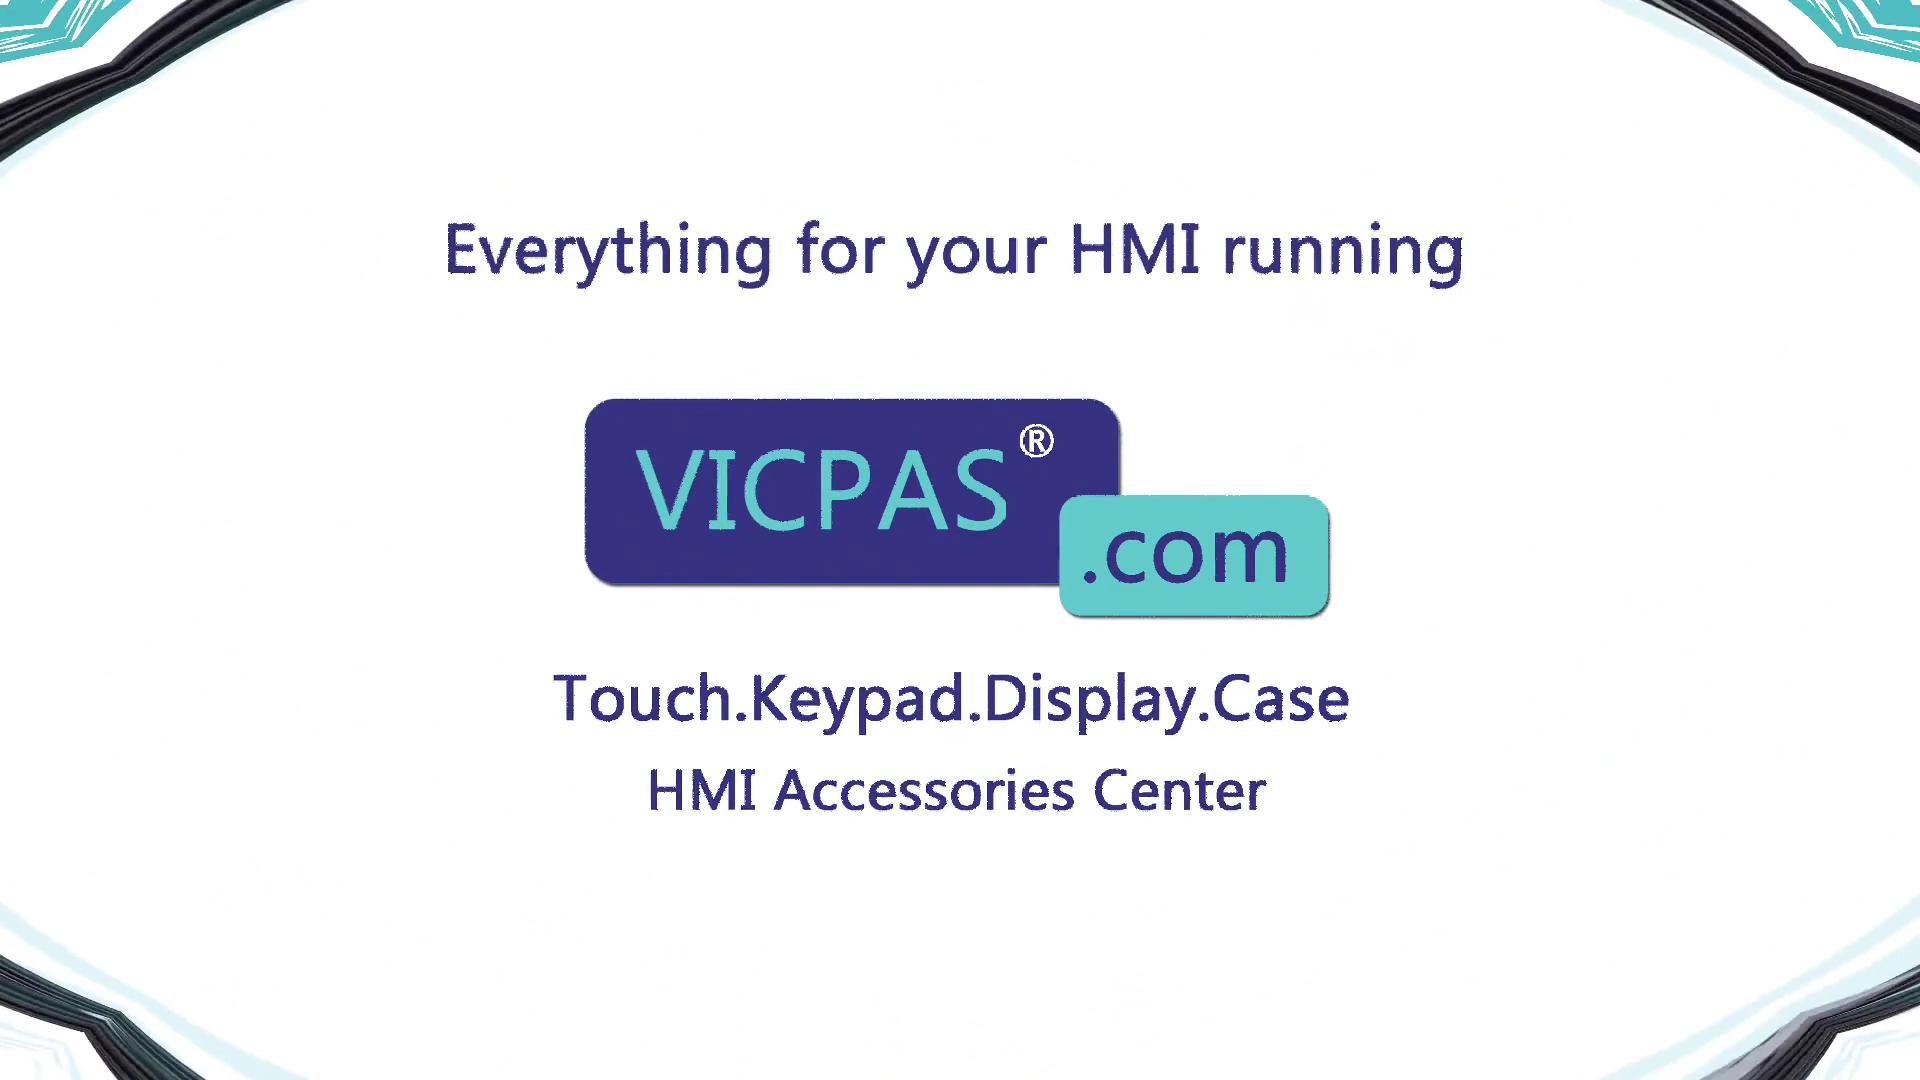 Everything for your HMI running
VICPAS®
.com
Touch.Keypad.Display.Case
HMI Accessories Center